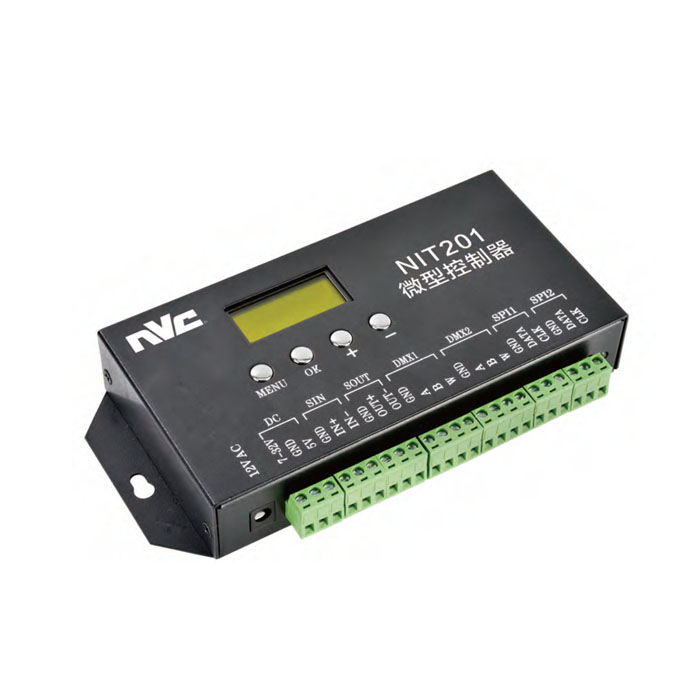 NVC
NIT201
微型控制器
MENU
OK
+
−
12VAC
DC
SIN
SOUT
DMX1
DMX2
SPI1
SPI2
7-32V
GND
5V
GND
IN+
IN-
GND
OUT+
OUT-
GND
A
B
W
GND
A
B
W
GND
DATA
CLK
GND
DATA
CLK